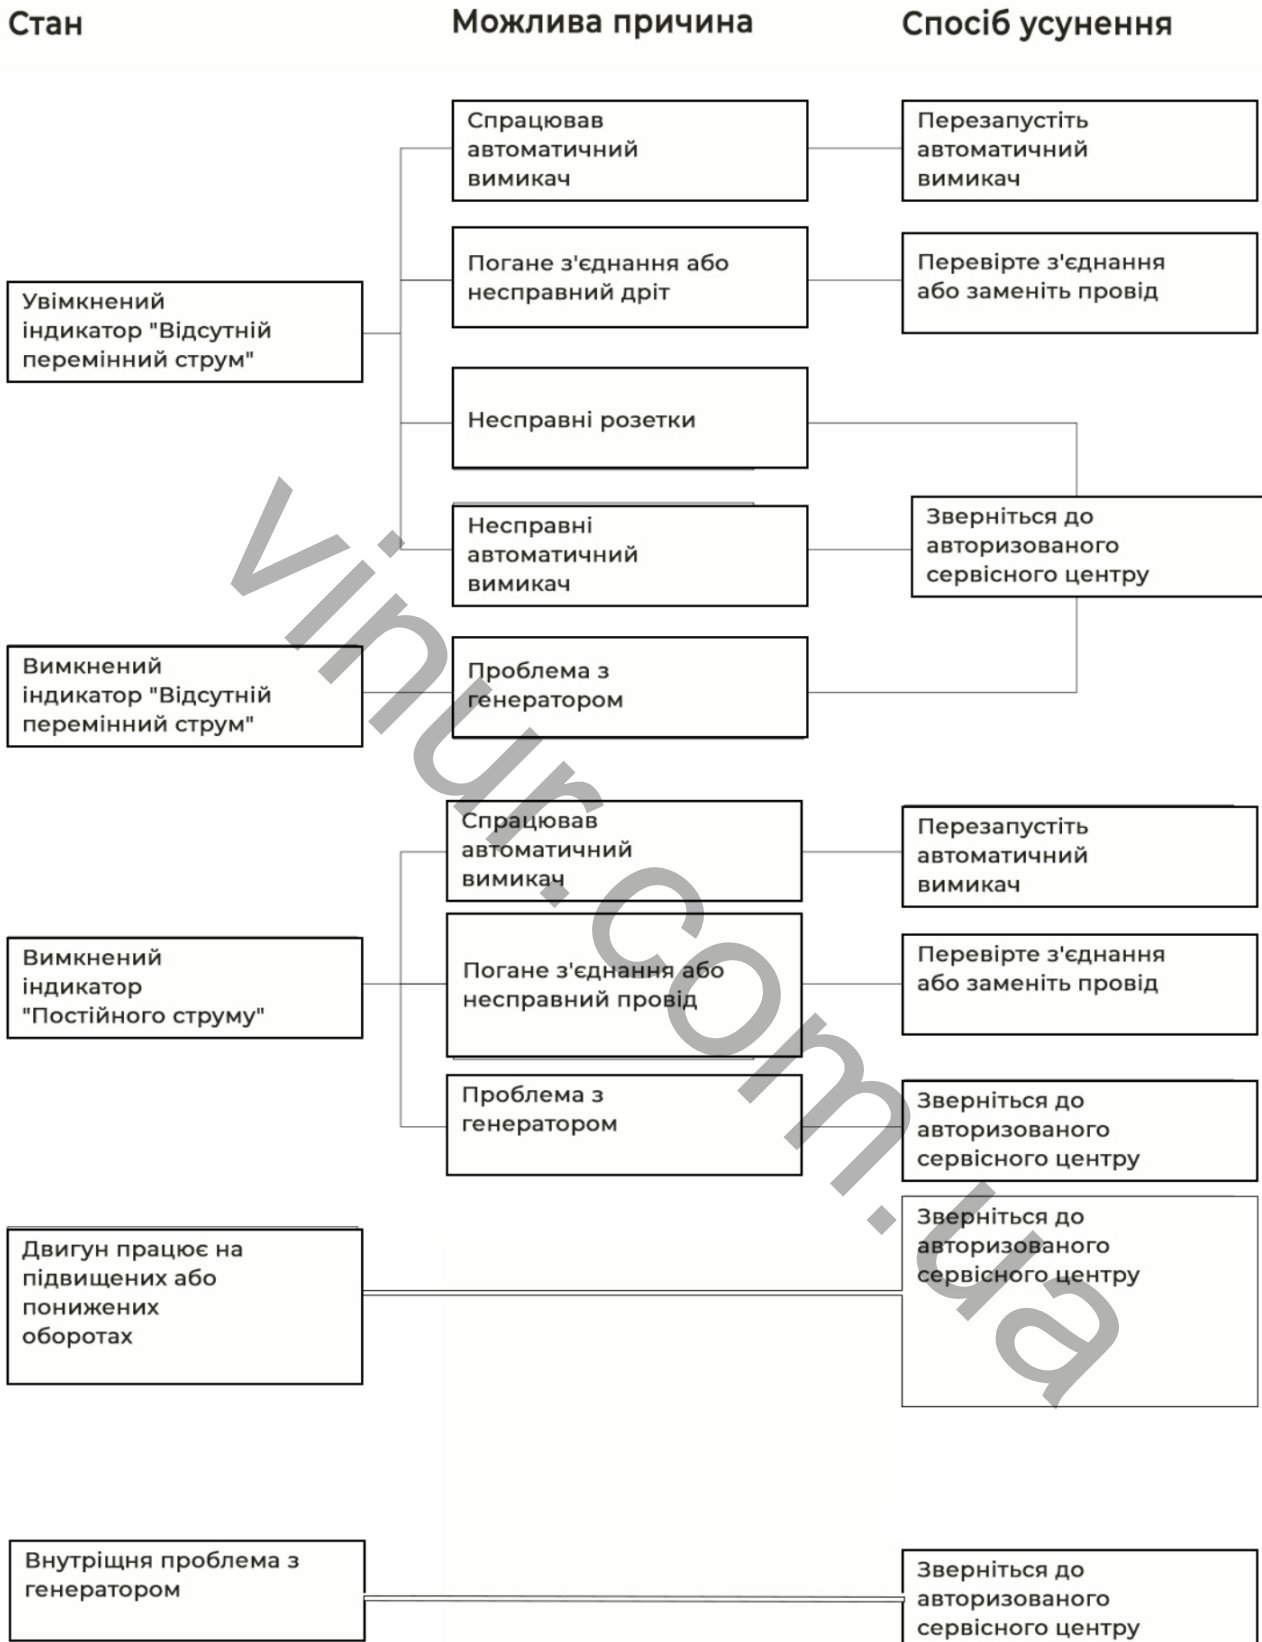 Стан
Можлива причина
Спосіб усунення
Увімкнений
індикатор "Відсутній
перемінний струм"
Спрацював
автоматичний
вимикач
Перезапустіть
автоматичний
вимикач
Погане з'єднання або
несправний дріт
Перевірте з'єднання
або заменіть провід
Несправні розетки
Несправні
автоматичний
вимикач
Зверніться до
авторизованого
сервісного центру
Вимкнений
індикатор "Відсутній
перемінний струм"
Проблема з
генератором
Вимкнений
індикатор
"Постійного струму"
Спрацював
автоматичний
вимикач
Перезапустіть
автоматичний
вимикач
Погане з'єднання або
несправний провід
Перевірте з'єднання
або заменіть провід
Проблема з
генератором
Зверніться до
авторизованого
сервісного центру
Двигун працює на
підвищених або
понижених
оборотах
Зверніться до
авторизованого
сервісного центру
Внутріщня проблема з
генератором
Зверніться до
авторизованого
сервісного центру
vinur.com.ua